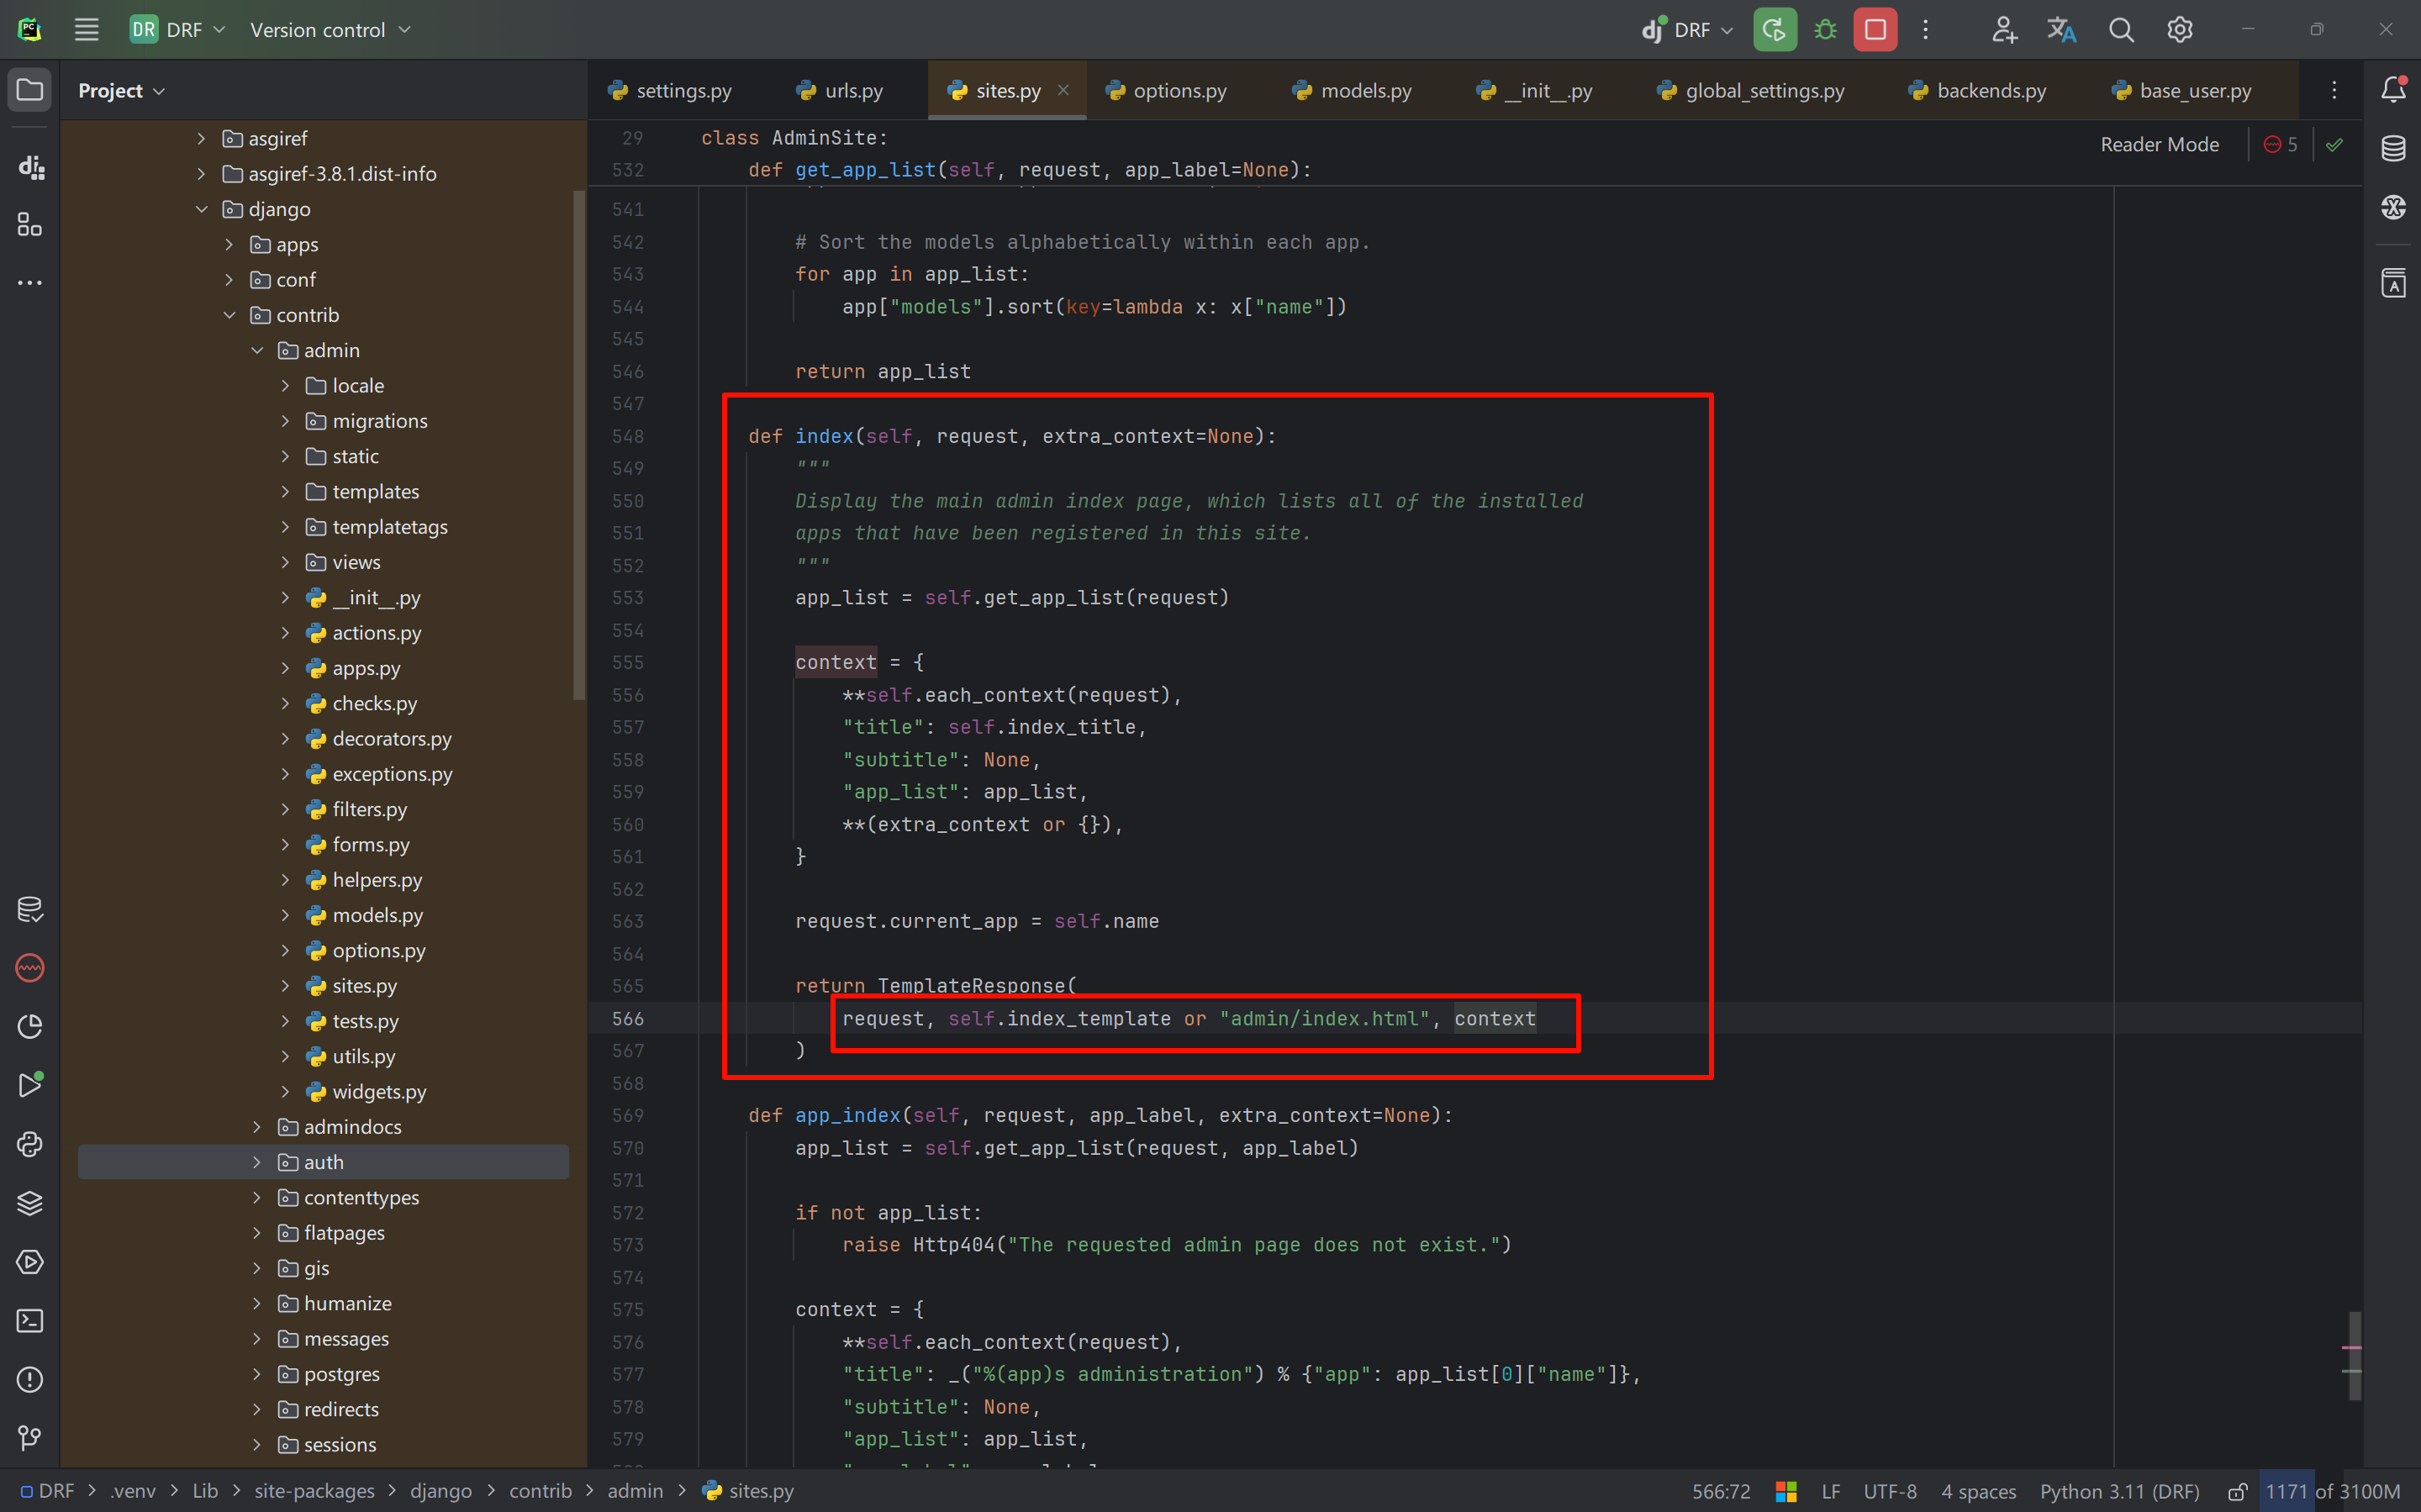 PC
DR DRF
Version control
dj DRF
Project
settings.py
urls.py
sites.py
options.py
models.py
__init__.py
global_settings.py
backends.py
base_user.py
asgiref
asgiref-3.8.1.dist-info
django
apps
conf
contrib
admin
locale
migrations
static
templates
templatetags
views
__init__.py
actions.py
apps.py
checks.py
decorators.py
exceptions.py
filters.py
forms.py
helpers.py
models.py
options.py
sites.py
tests.py
utils.py
widgets.py
admindocs
auth
contenttypes
flatpages
gis
humanize
messages
postgres
redirects
sessions
Reader Mode
5
29 class AdminSite:
532 def get_app_list(self, request, app_label=None):
541
542 # Sort the models alphabetically within each app.
543 for app in app_list:
544 app["models"].sort(key=lambda x: x["name"])
545
546 return app_list
547
548 def index(self, request, extra_context=None):
549 """
550 Display the main admin index page, which lists all of the installed
551 apps that have been registered in this site.
552 """
553 app_list = self.get_app_list(request)
554
555 context = {
556 **self.each_context(request),
557 "title": self.index_title,
558 "subtitle": None,
559 "app_list": app_list,
560 **(extra_context or {}),
561 }
562
563 request.current_app = self.name
564
565 return TemplateResponse(
566 request, self.index_template or "admin/index.html", context
567 )
568
569 def app_index(self, request, app_label, extra_context=None):
570 app_list = self.get_app_list(request, app_label)
571
572 if not app_list:
573 raise Http404("The requested admin page does not exist.")
574
575 context = {
576 **self.each_context(request),
577 "title": _("%(app)s administration") % {"app": app_list[0]["name"]},
578 "subtitle": None,
579 "app_list": app_list,
DRF > .venv > Lib > site-packages > django > contrib > admin > sites.py
566:72 LF UTF-8 4 spaces Python 3.11 (DRF) 1171 of 3100M